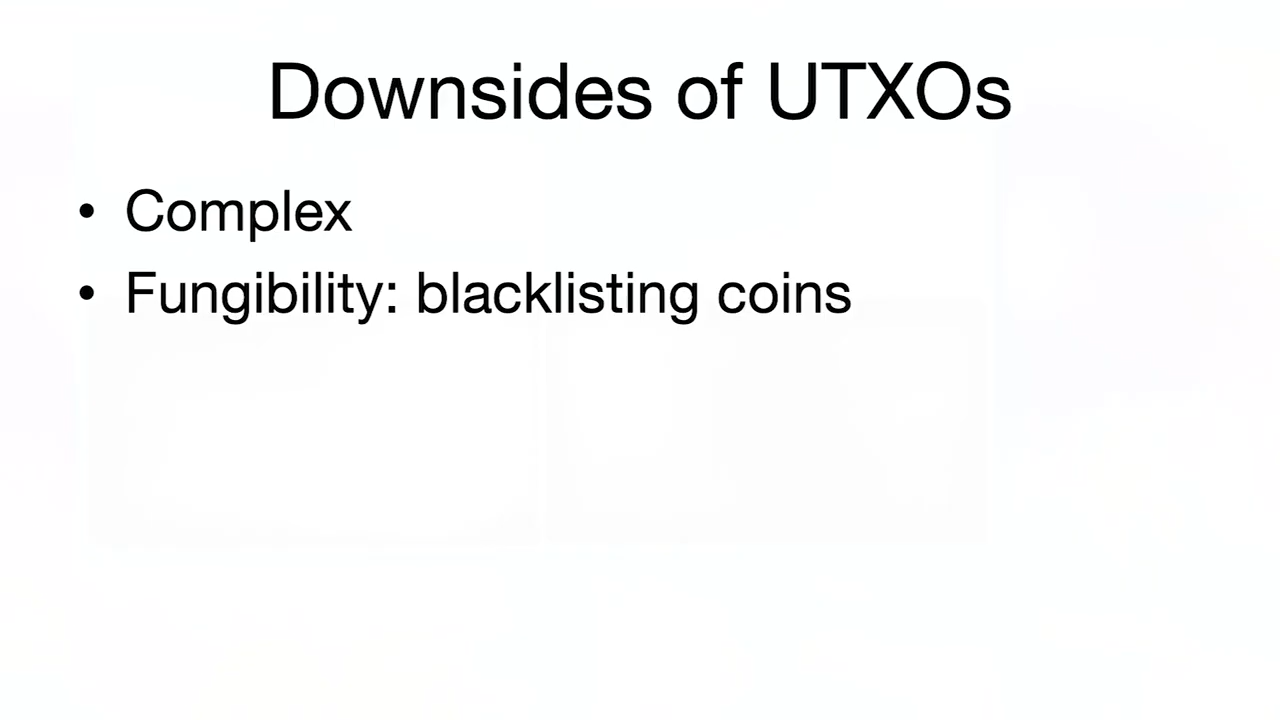 Downsides of UTXOs
• Complex
• Fungibility: blacklisting coins